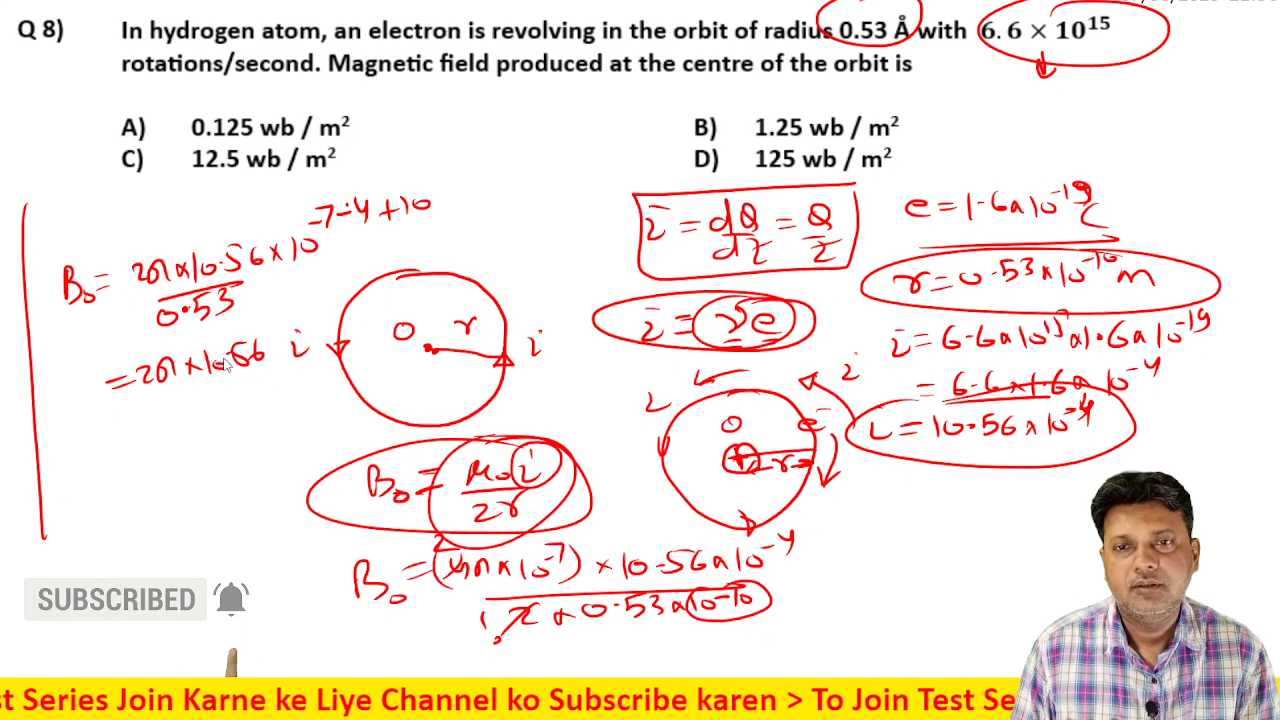 Q 8) In hydrogen atom, an electron is revolving in the orbit of radius 0.53 Å with 6.6 × 10¹⁵
rotations/second. Magnetic field produced at the centre of the orbit is
A) 0.125 wb / m² B) 1.25 wb / m²
C) 12.5 wb / m² D) 125 wb / m²
B₀ = 2π × 10.56 × 10⁻⁷⁻⁴⁺¹⁰
0.53
= 2π × 10.56
i
O
r
i
B₀ = μ₀ i / 2r
i = dQ/dt = Q/t
i = νe
e = 1.6 × 10⁻¹⁹ C
r = 0.53 × 10⁻¹⁰ m
i = 6.6 × 10¹⁵ × 1.6 × 10⁻¹⁹
= 6.6 × 1.6 × 10⁻⁴
i = 10.56 × 10⁻⁴
i
i
O
e⁻
+
r
2
B₀ = (4π × 10⁻⁷) × 10.56 × 10⁻⁴
1 2 × 0.53 × 10⁻¹⁰
SUBSCRIBED
st Series Join Karne ke Liye Channel ko Subscribe karen > To Join Test Se